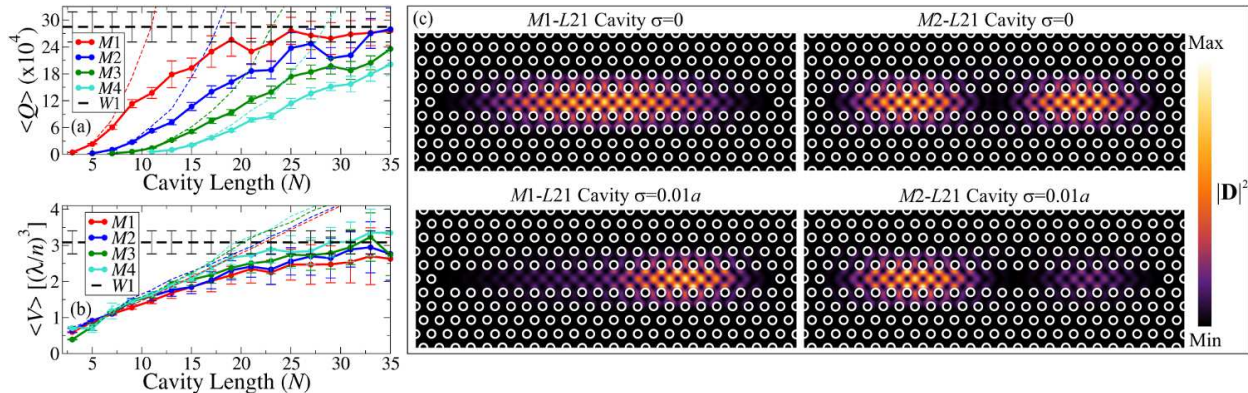 30
24
18
12
6
0
<Q> (x10⁴)
M1
M2
M3
M4
W1
(a)
5 10 15 20 25 30 35
Cavity Length (N)
4
3
2
1
0
<V> [(λ/n)³]
M1
M2
M3
M4
W1
(b)
5 10 15 20 25 30 35
Cavity Length (N)
(c)
M1-L21 Cavity σ=0
M2-L21 Cavity σ=0
M1-L21 Cavity σ=0.01a
M2-L21 Cavity σ=0.01a
Max
|D|²
Min